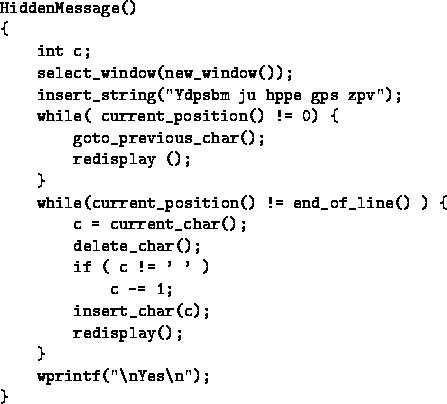 HiddenMessage()
{
    int c;
    select_window(new_window());
    insert_string("Ydpsbm ju hppe gps zpv");
    while( current_position() != 0) {
        goto_previous_char();
        redisplay ();
    }
    while(current_position() != end_of_line() ) {
        c = current_char();
        delete_char();
        if ( c != ' ' )
            c -= 1;
        insert_char(c);
        redisplay();
    }
    wprintf("\nYes\n");
}